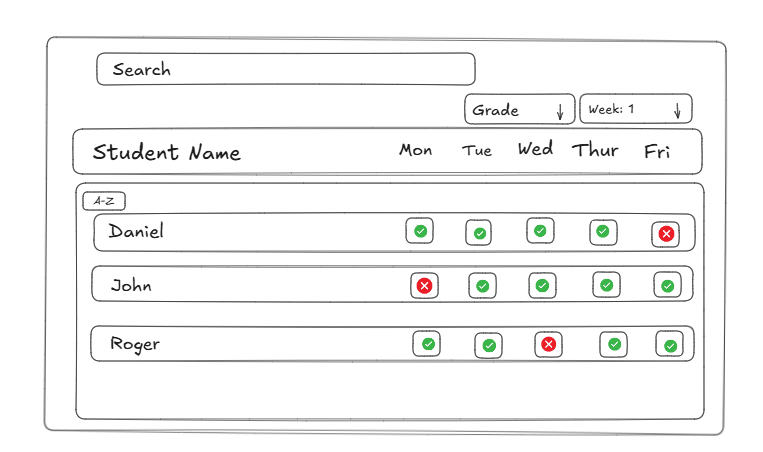 Search
Grade
Week: 1
Student Name Mon Tue Wed Thur Fri
A-Z
Daniel
John
Roger